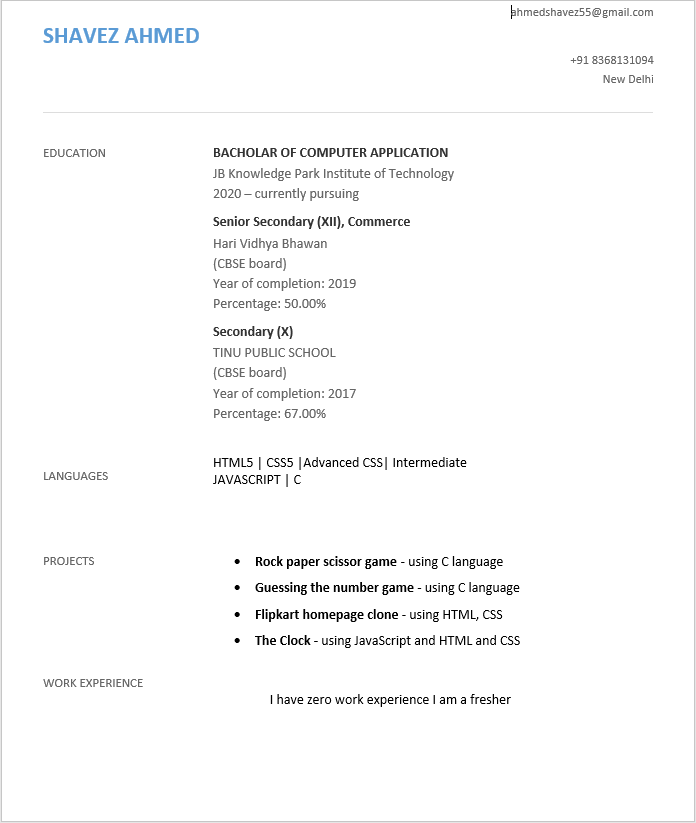 ahmedshavez55@gmail.com
SHAVEZ AHMED
+91 8368131094
New Delhi
EDUCATION
BACHOLAR OF COMPUTER APPLICATION
JB Knowledge Park Institute of Technology
2020 – currently pursuing
Senior Secondary (XII), Commerce
Hari Vidhya Bhawan
(CBSE board)
Year of completion: 2019
Percentage: 50.00%
Secondary (X)
TINU PUBLIC SCHOOL
(CBSE board)
Year of completion: 2017
Percentage: 67.00%
LANGUAGES
HTML5 | CSS5 |Advanced CSS| Intermediate
JAVASCRIPT | C
PROJECTS
• Rock paper scissor game - using C language
• Guessing the number game - using C language
• Flipkart homepage clone - using HTML, CSS
• The Clock - using JavaScript and HTML and CSS
WORK EXPERIENCE
I have zero work experience I am a fresher